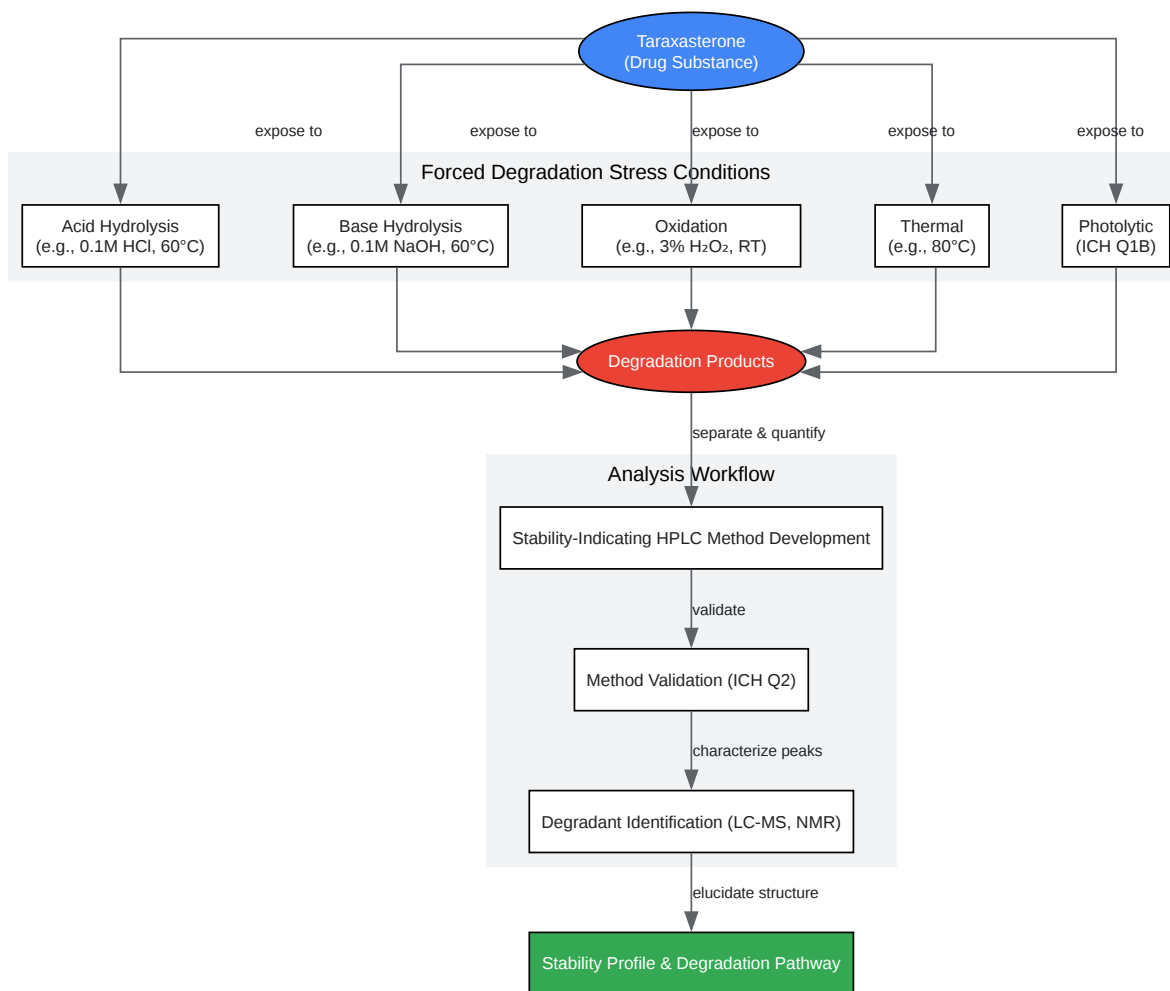 Taraxasterone
(Drug Substance)
expose to
expose to
expose to
expose to
expose to
Forced Degradation Stress Conditions
Acid Hydrolysis
(e.g., 0.1M HCl, 60°C)
Base Hydrolysis
(e.g., 0.1M NaOH, 60°C)
Oxidation
(e.g., 3% H₂O₂, RT)
Thermal
(e.g., 80°C)
Photolytic
(ICH Q1B)
Degradation Products
separate & quantify
Analysis Workflow
Stability-Indicating HPLC Method Development
validate
Method Validation (ICH Q2)
characterize peaks
Degradant Identification (LC-MS, NMR)
elucidate structure
Stability Profile & Degradation Pathway